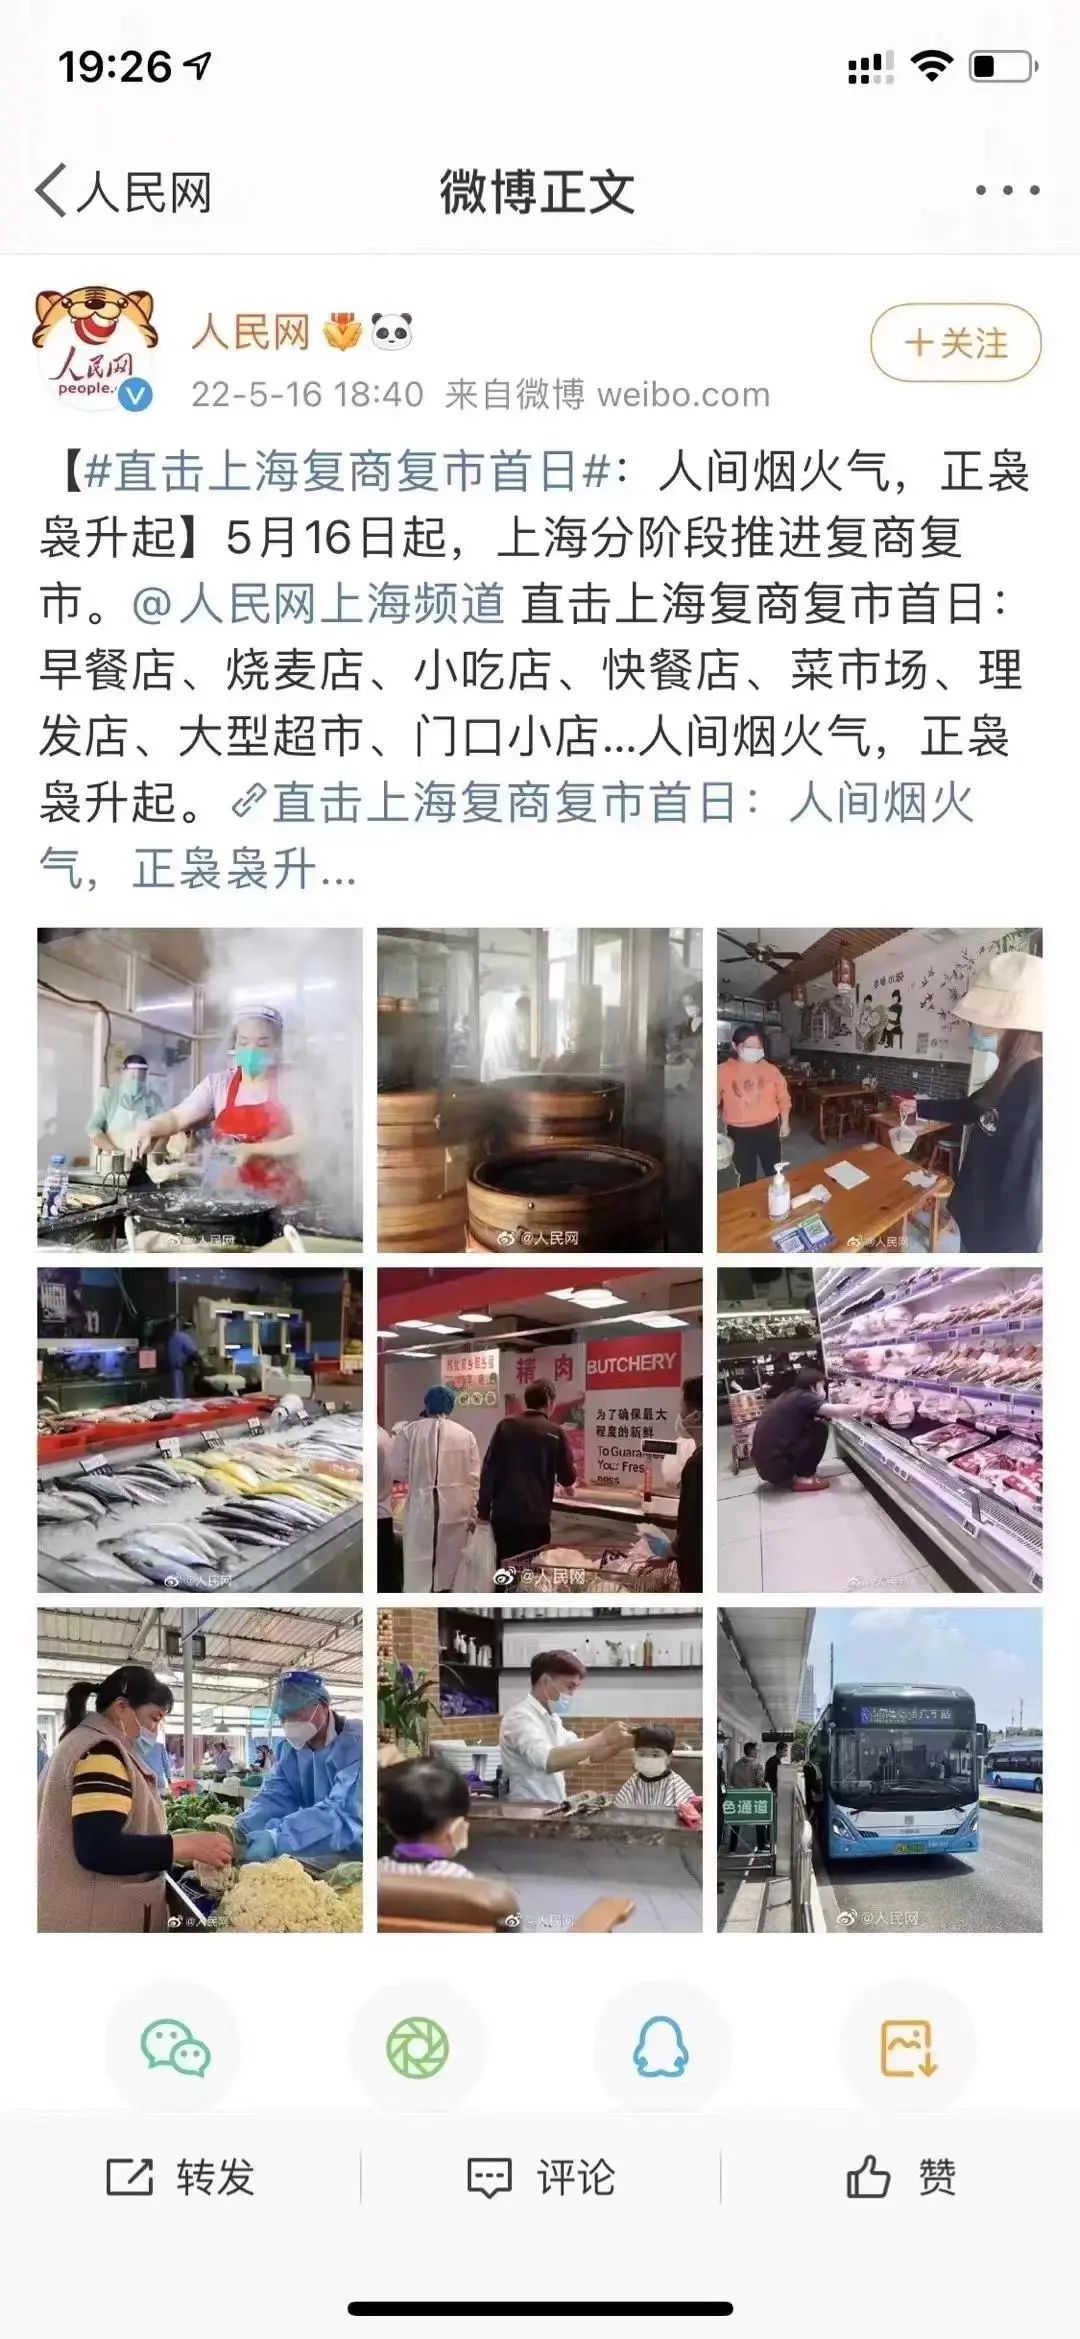 19:26
人民网
微博正文
人民网
people.
人民网
+关注
22-5-16 18:40 来自微博 weibo.com
【#直击上海复商复市首日#：人间烟火气，正袅
袅升起】5月16日起，上海分阶段推进复商复
市。@人民网上海频道 直击上海复商复市首日：
早餐店、烧麦店、小吃店、快餐店、菜市场、理
发店、大型超市、门口小店...人间烟火气，正袅
袅升起。直击上海复商复市首日：人间烟火
气，正袅袅升...
@人民网
@人民网
@人民网
HIGH
@人民网
精肉
BUTCHERY
为了确保最大
程度的新鲜
To Guaran
Your Fres
ness
@人民网
@人民网
@人民网
色通道
@人民网
转发
评论
赞